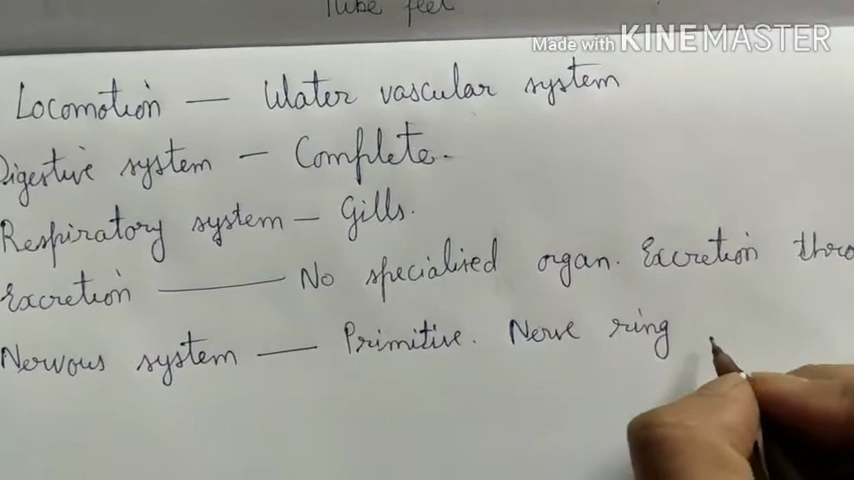 Tube feet
Made with KINEMASTER
Locomotion — Water vascular system
Digestive system — Complete.
Respiratory system — Gills.
Excretion — No specialised organ. Excretion thro
Nervous system — Primitive. Nerve ring